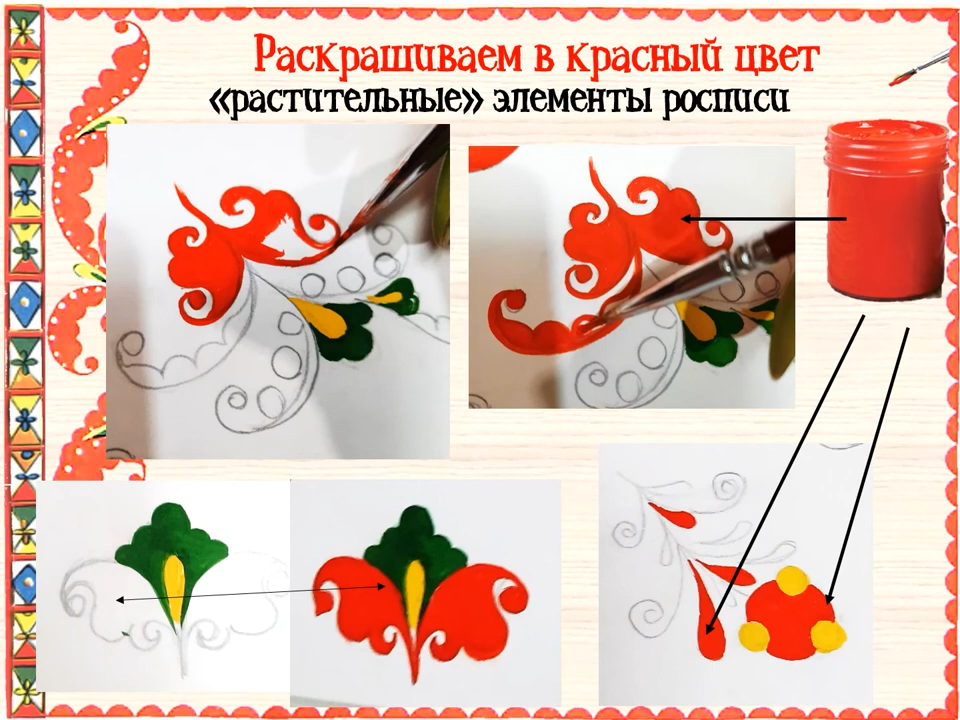 Раскрашиваем в красный цвет
«растительные» элементы росписи